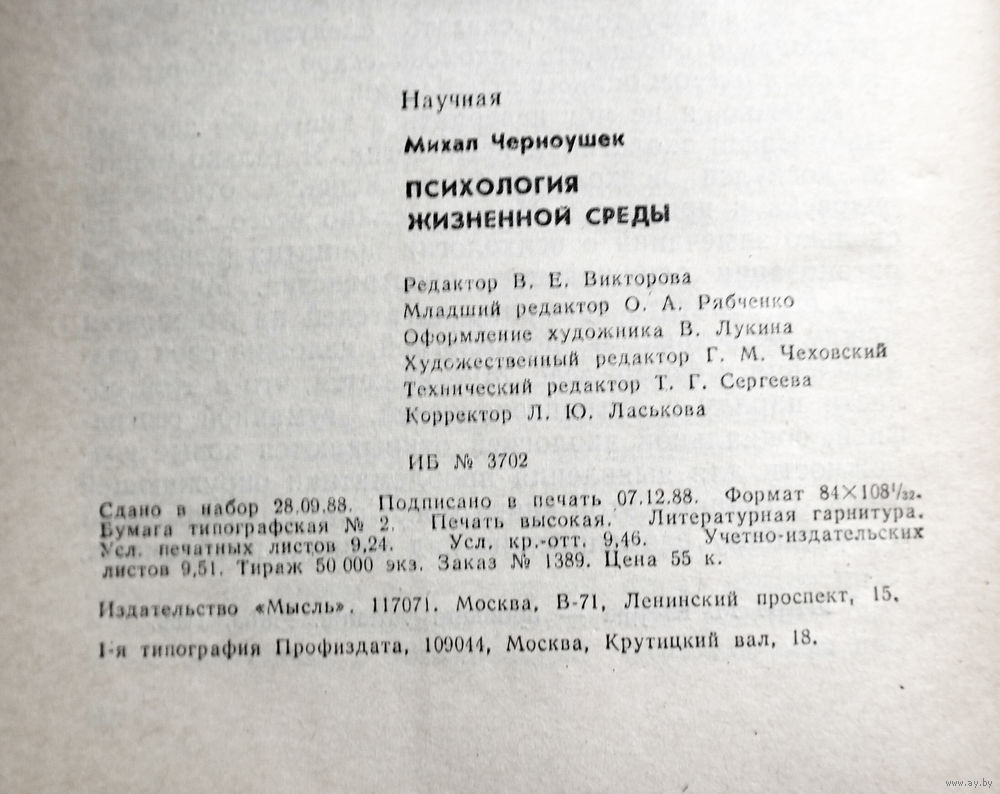 Научная
Михал Черноушек
ПСИХОЛОГИЯ
ЖИЗНЕННОЙ СРЕДЫ
Редактор В. Е. Викторова
Младший редактор О. А. Рябченко
Оформление художника В. Лукина
Художественный редактор Г. М. Чеховский
Технический редактор Т. Г. Сергеева
Корректор Л. Ю. Ласькова
ИБ № 3702
Сдано в набор 28.09.88. Подписано в печать 07.12.88. Формат 84×108¹/₃₂.
Бумага типографская № 2. Печать высокая. Литературная гарнитура.
Усл. печатных листов 9,24. Усл. кр.-отт. 9,46. Учетно-издательских
листов 9,51. Тираж 50 000 экз. Заказ № 1389. Цена 55 к.
Издательство «Мысль». 117071. Москва, В-71, Ленинский проспект, 15.
1-я типография Профиздата, 109044, Москва, Крутицкий вал, 18.
www.ay.by